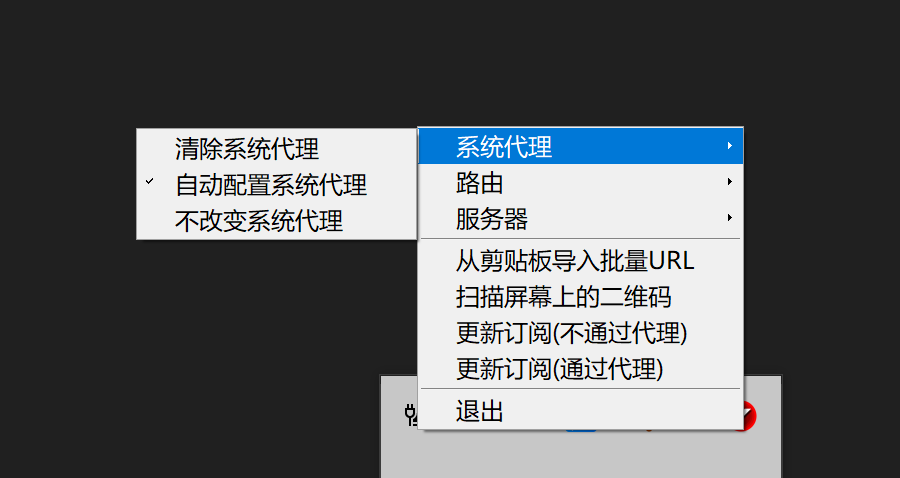 清除系统代理
自动配置系统代理
不改变系统代理
系统代理
路由
服务器
从剪贴板导入批量URL
扫描屏幕上的二维码
更新订阅(不通过代理)
更新订阅(通过代理)
退出